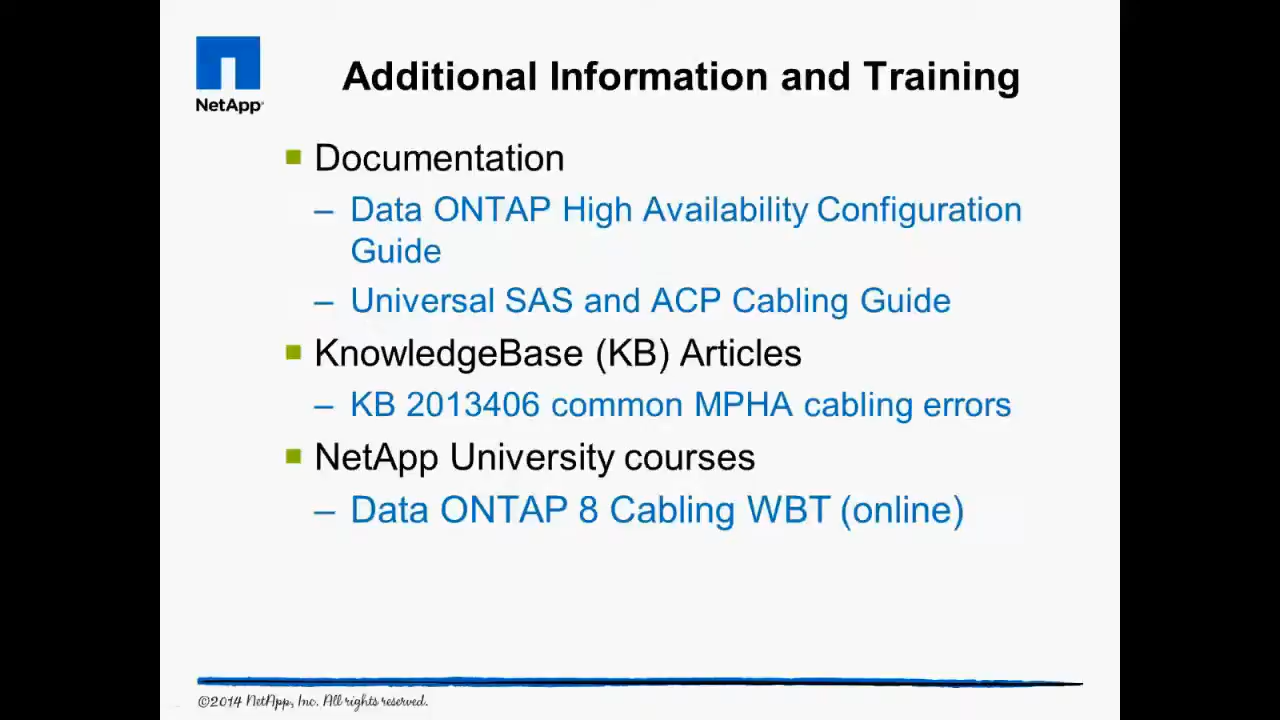 NetApp®
Additional Information and Training
Documentation
– Data ONTAP High Availability Configuration
Guide
– Universal SAS and ACP Cabling Guide
KnowledgeBase (KB) Articles
– KB 2013406 common MPHA cabling errors
NetApp University courses
– Data ONTAP 8 Cabling WBT (online)
©2014 NetApp, Inc. All rights reserved.